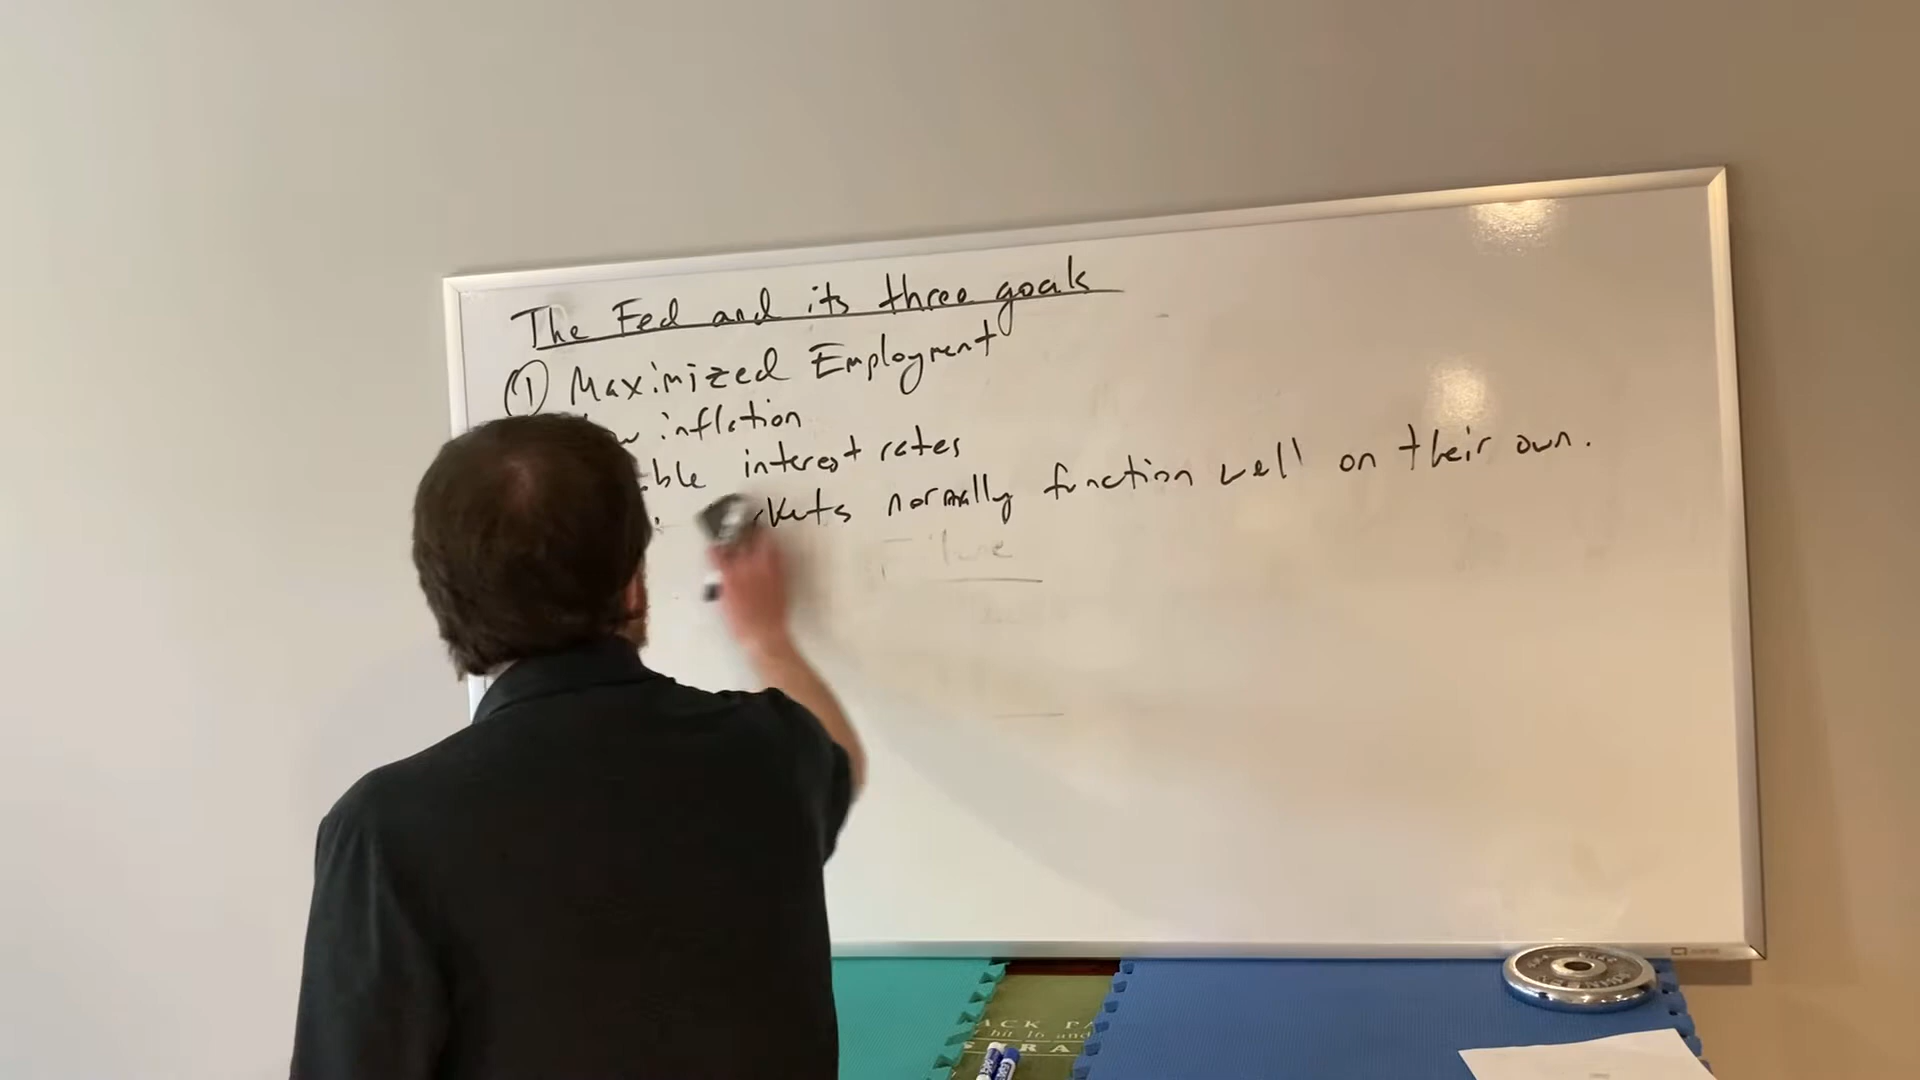 The Fed and its three goals
① Maximized Employment
inflation
interest rates
normally function well on their own.